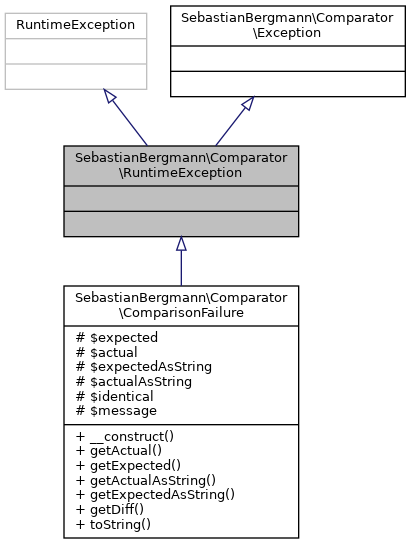 RuntimeException
SebastianBergmann\Comparator
\Exception
SebastianBergmann\Comparator
\RuntimeException
SebastianBergmann\Comparator
\ComparisonFailure
# $expected
# $actual
# $expectedAsString
# $actualAsString
# $identical
# $message
+ __construct()
+ getActual()
+ getExpected()
+ getActualAsString()
+ getExpectedAsString()
+ getDiff()
+ toString()